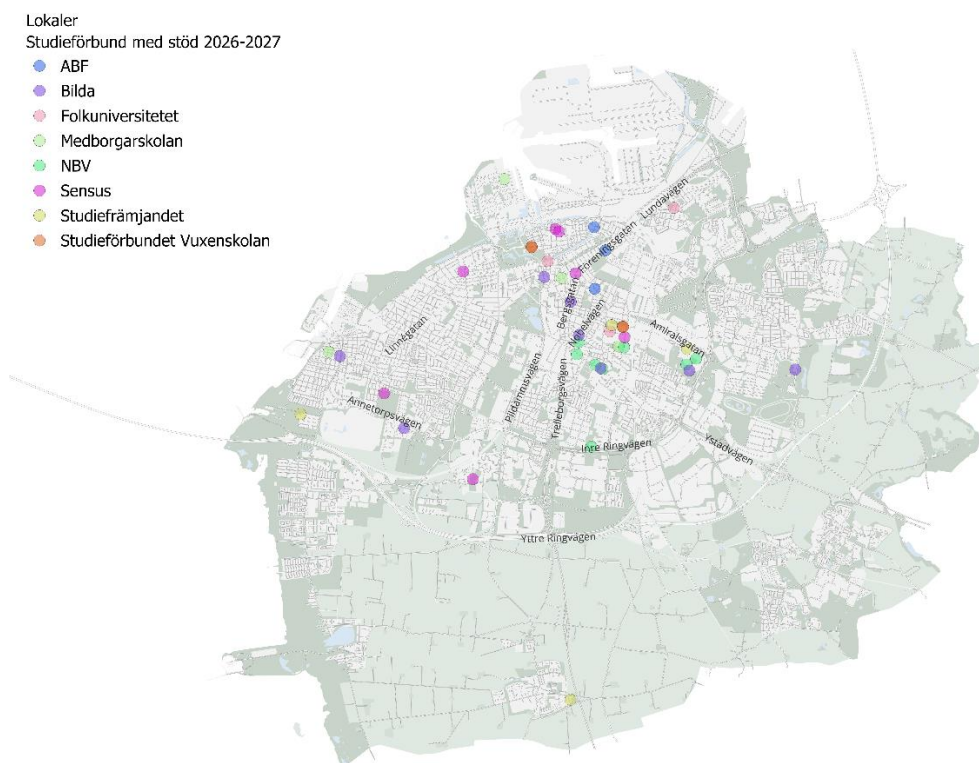 Lokaler
Studieförbund med stöd 2026-2027
ABF
Bilda
Folkuniversitetet
Medborgarskolan
NBV
Sensus
Studiefrämjandet
Studieförbundet Vuxenskolan
Lundavägen
Föreningsgatan
Bergsgatan
Nobelvägen
Amiralsgatan
Linnégatan
Pildammsvägen
Trelleborgsvägen
Annetorpsvägen
Ystadvägen
Inre Ringvägen
Yttre Ringvägen